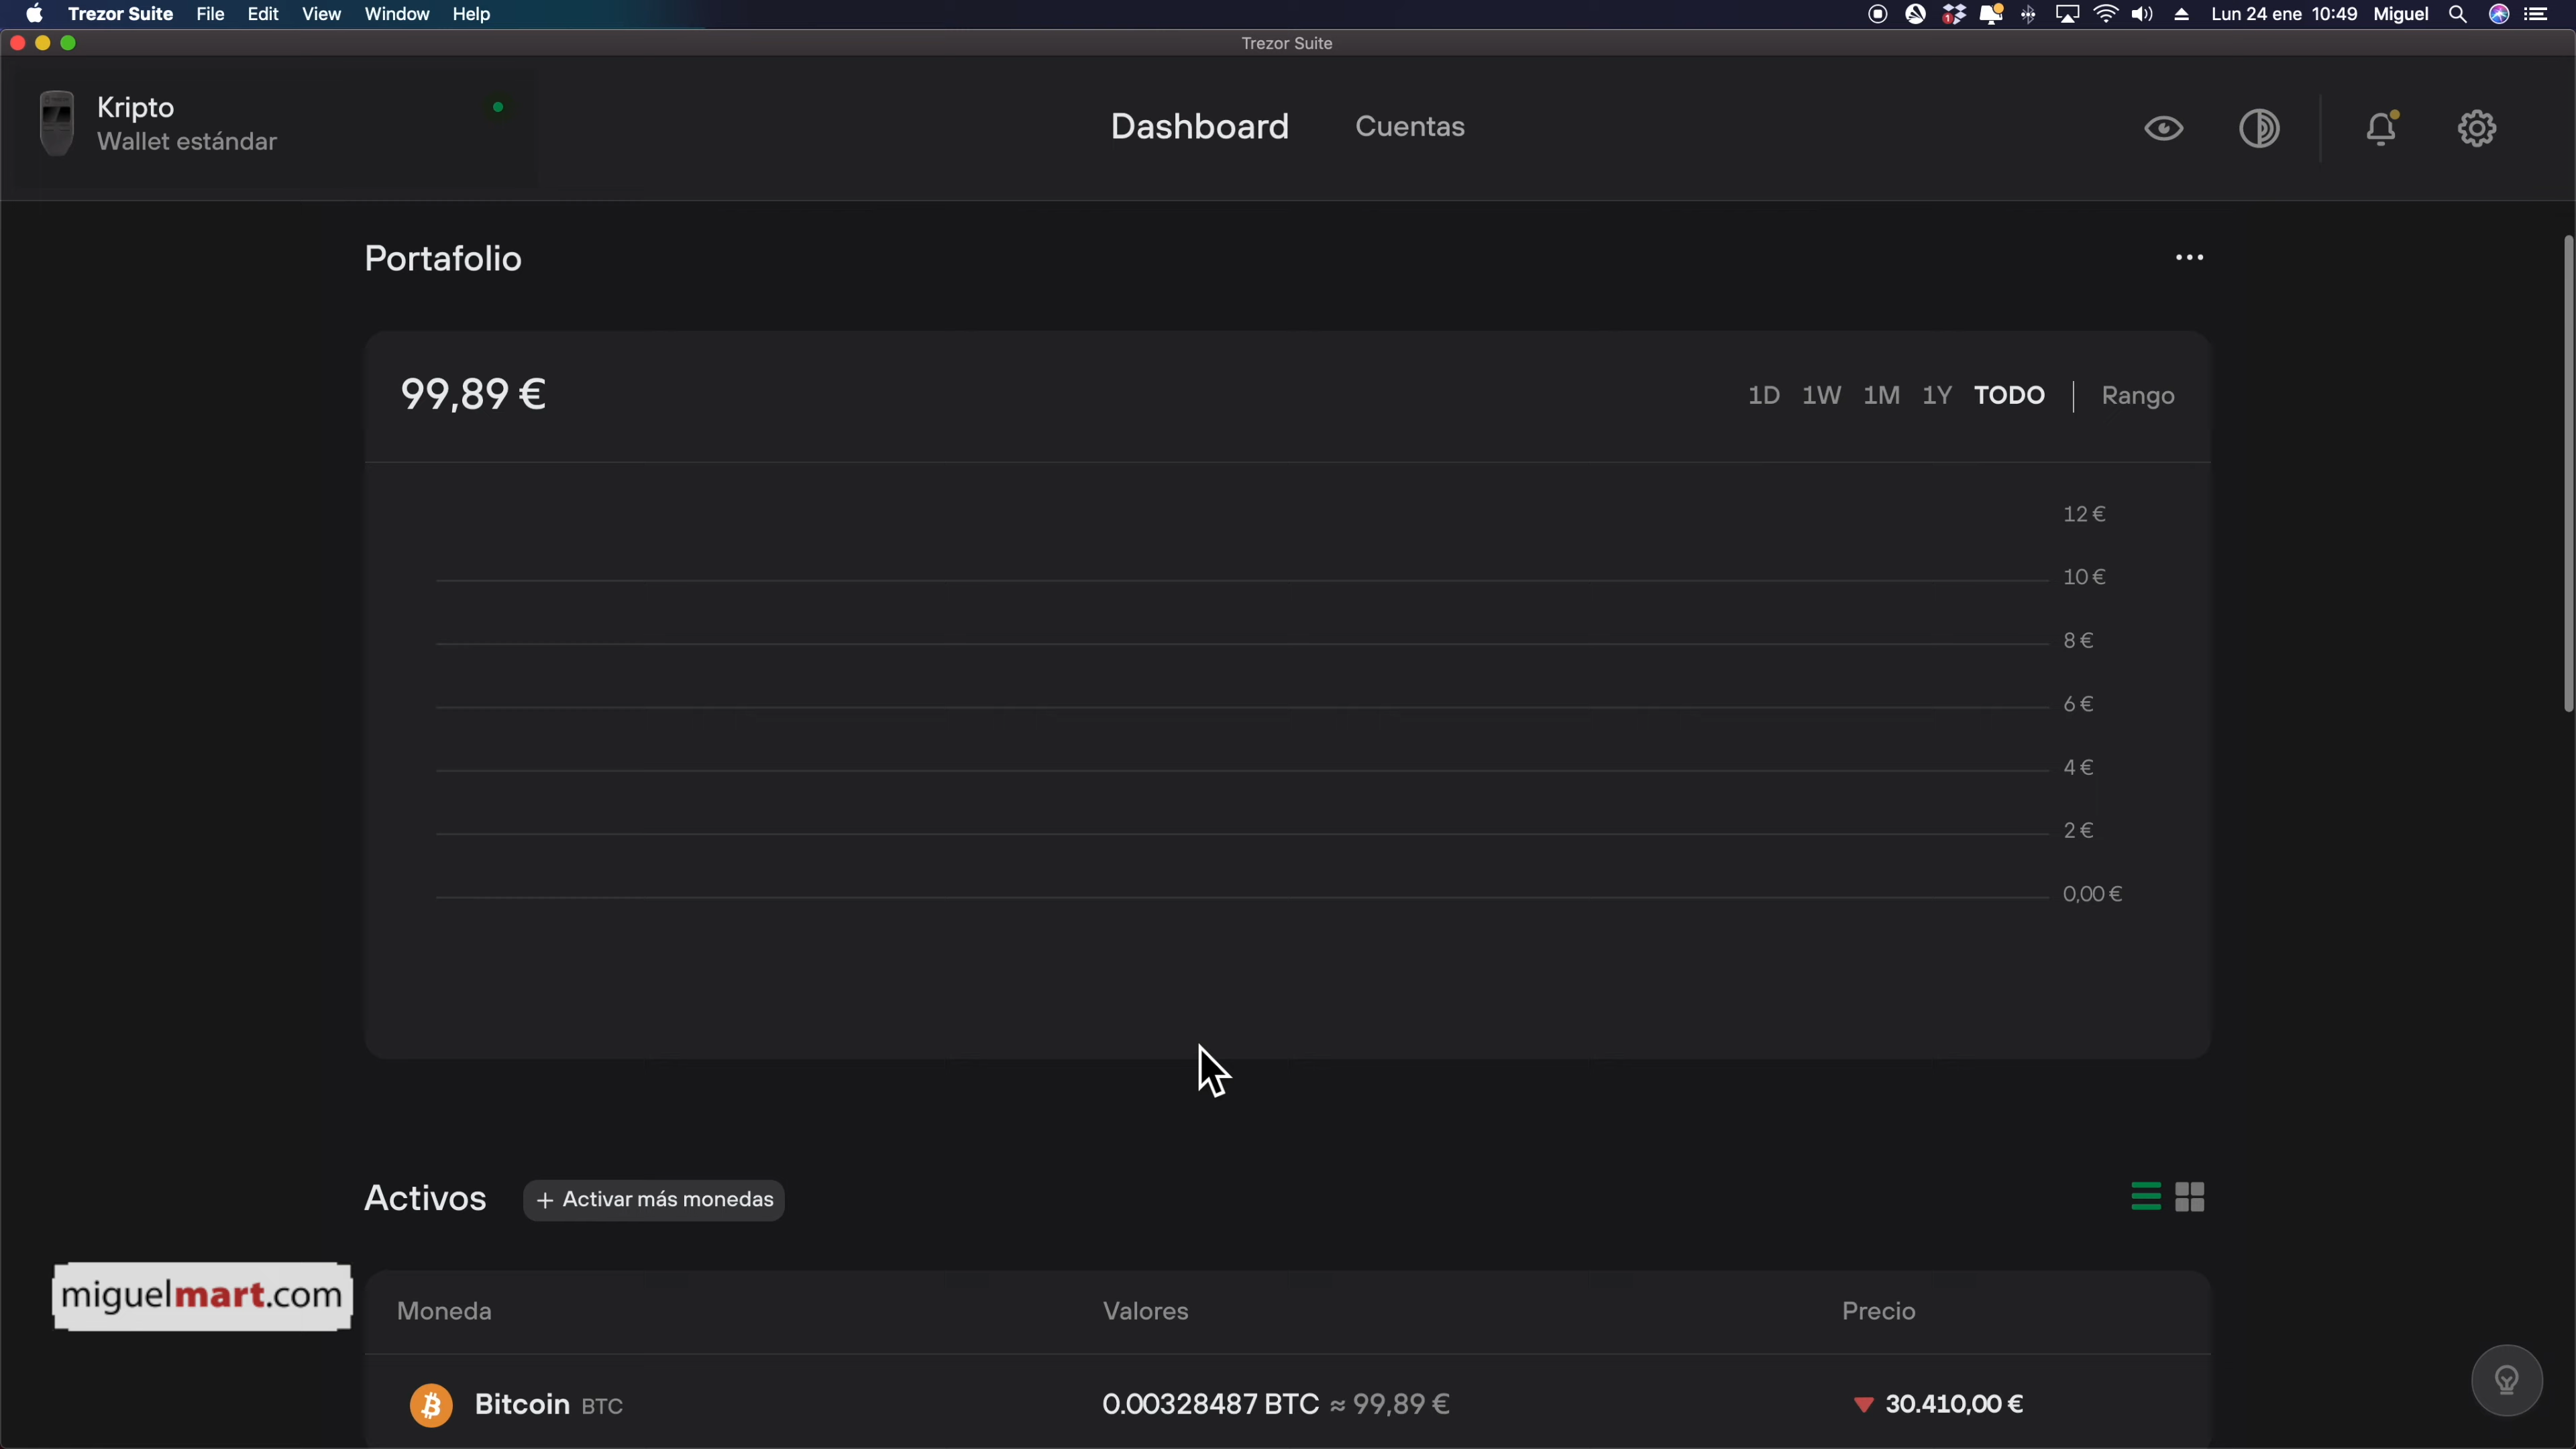 Trezor Suite File Edit View Window Help
1 Lun 24 ene 10:49 Miguel
Trezor Suite
Kripto
Wallet estándar
Dashboard Cuentas
Portafolio
99,89 €
1D 1W 1M 1Y TODO | Rango
12 €
10 €
8 €
6 €
4 €
2 €
0,00 €
Activos + Activar más monedas
miguelmart.com
Moneda Valores Precio
Bitcoin BTC 0.00328487 BTC ≈ 99,89 € 30.410,00 €